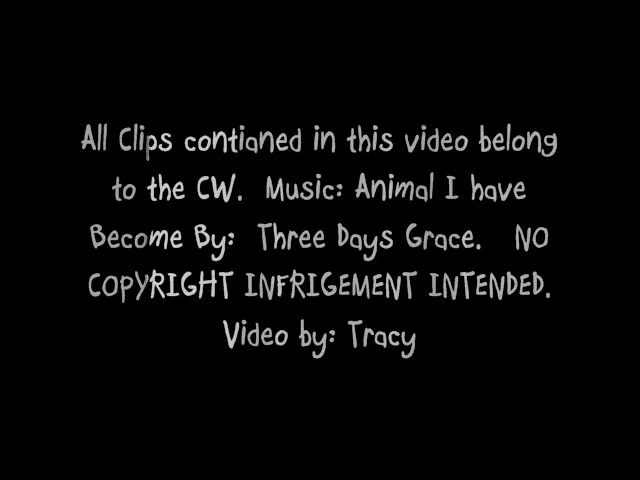 All Clips contianed in this video belong
to the CW.  Music: Animal I have
Become By:  Three Days Grace.   NO
COPYRIGHT INFRIGEMENT INTENDED.
Video by: Tracy